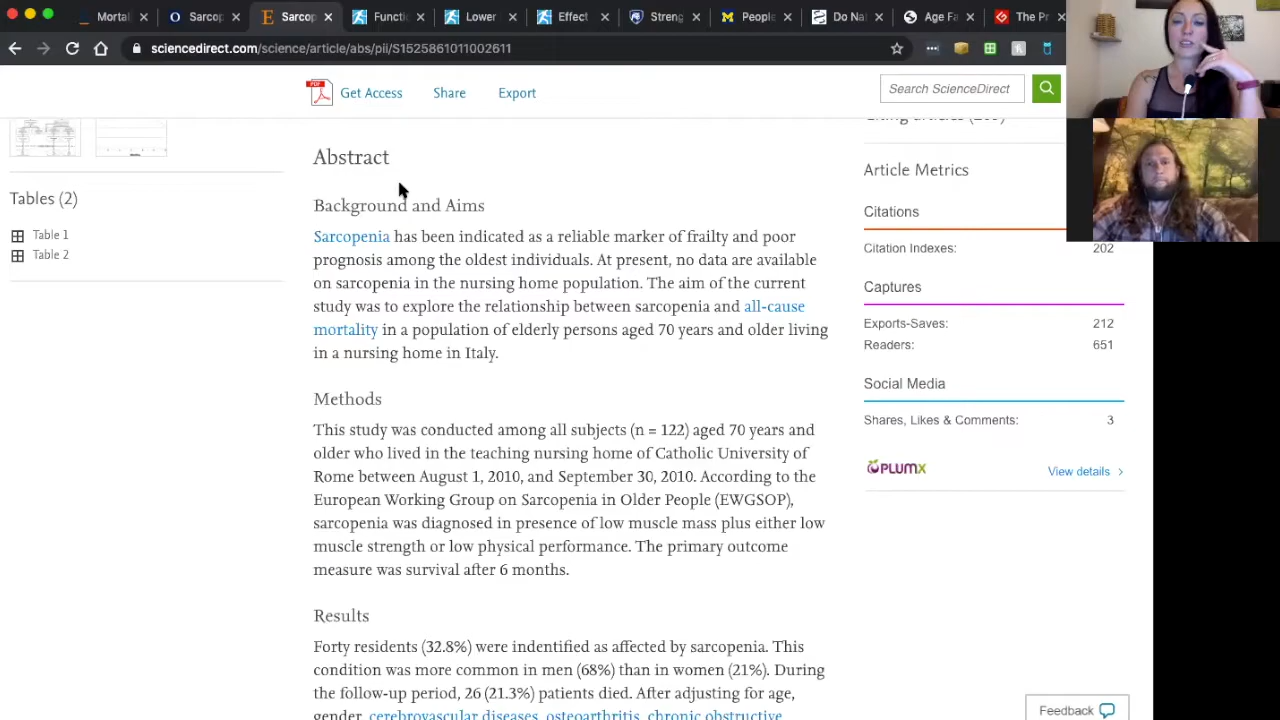 Mortal
Sarcop
Sarcop
Functi
Lower
Effect
Streng
People
Do Na
Age Fa
The Pr
sciencedirect.com/science/article/abs/pii/S1525861011002611
PDF
Get Access
Share
Export
Search ScienceDirect
Tables (2)
Table 1
Table 2
Abstract
Background and Aims
Sarcopenia has been indicated as a reliable marker of frailty and poor
prognosis among the oldest individuals. At present, no data are available
on sarcopenia in the nursing home population. The aim of the current
study was to explore the relationship between sarcopenia and all-cause
mortality in a population of elderly persons aged 70 years and older living
in a nursing home in Italy.
Methods
This study was conducted among all subjects (n = 122) aged 70 years and
older who lived in the teaching nursing home of Catholic University of
Rome between August 1, 2010, and September 30, 2010. According to the
European Working Group on Sarcopenia in Older People (EWGSOP),
sarcopenia was diagnosed in presence of low muscle mass plus either low
muscle strength or low physical performance. The primary outcome
measure was survival after 6 months.
Results
Forty residents (32.8%) were indentified as affected by sarcopenia. This
condition was more common in men (68%) than in women (21%). During
the follow-up period, 26 (21.3%) patients died. After adjusting for age,
gender, cerebrovascular diseases, osteoarthritis, chronic obstructive
Citing articles
Article Metrics
Citations
Citation Indexes: 202
Captures
Exports-Saves: 212
Readers: 651
Social Media
Shares, Likes & Comments: 3
PLUMX
View details
Feedback